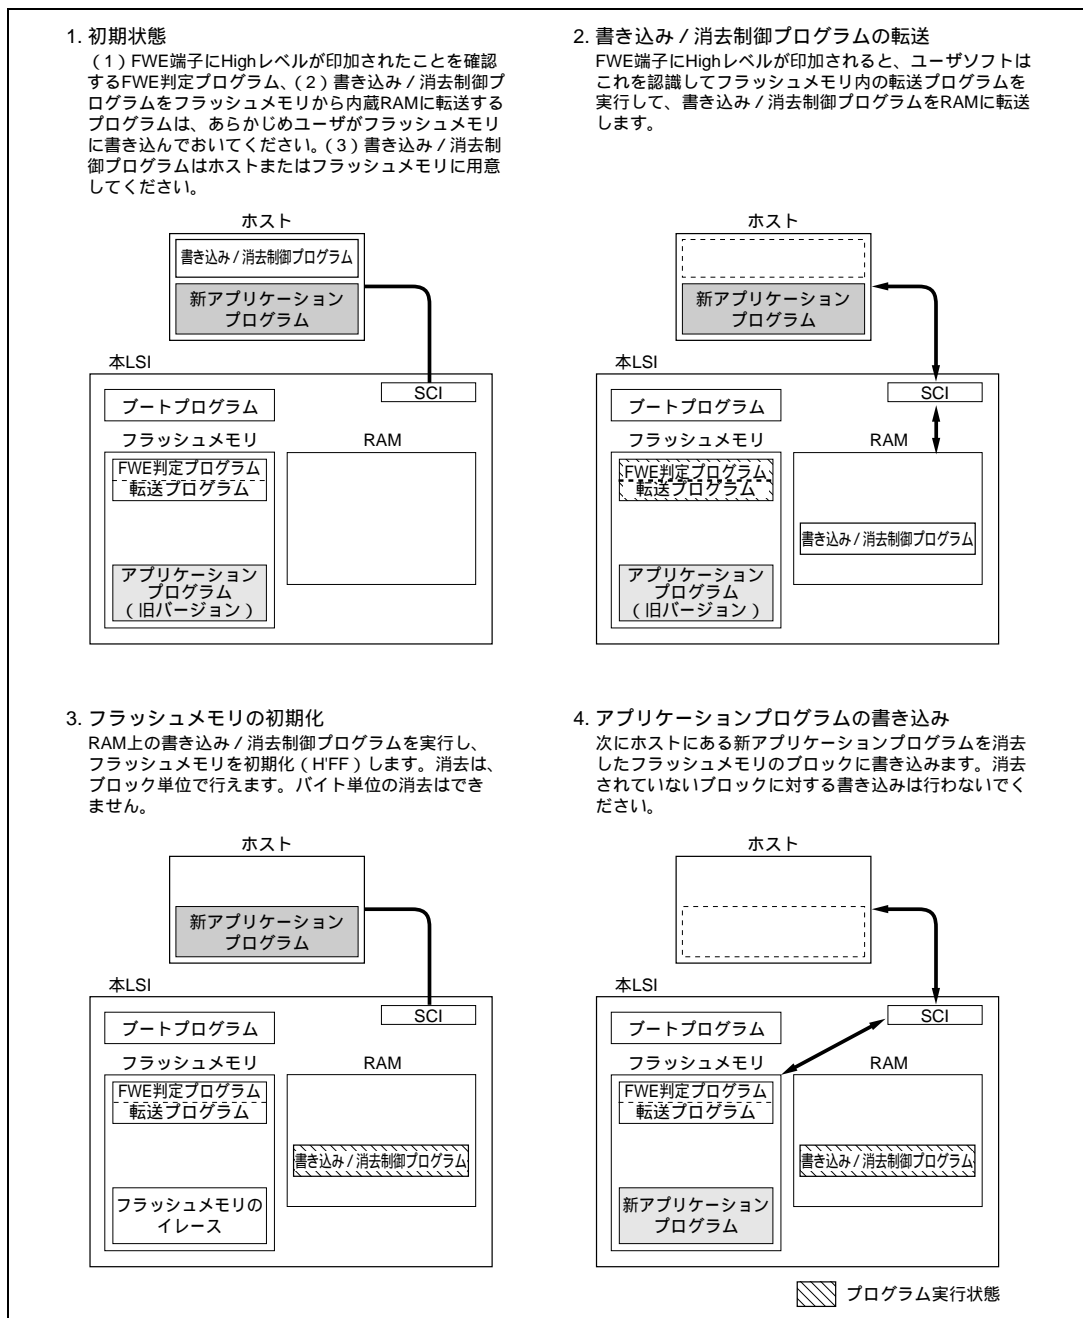 1. 初期状態
（1）FWE端子にHighレベルが印加されたことを確認
するFWE判定プログラム、（2）書き込み / 消去制御プ
ログラムをフラッシュメモリから内蔵RAMに転送する
プログラムは、あらかじめユーザがフラッシュメモリ
に書き込んでおいてください。（3）書き込み / 消去制
御プログラムはホストまたはフラッシュメモリに用意
してください。
ホスト
書き込み / 消去制御プログラム
新アプリケーション
プログラム
本LSI
SCI
ブートプログラム
フラッシュメモリ
RAM
FWE判定プログラム
転送プログラム
アプリケーション
プログラム
（旧バージョン）
2. 書き込み / 消去制御プログラムの転送
FWE端子にHighレベルが印加されると、ユーザソフトは
これを認識してフラッシュメモリ内の転送プログラムを
実行して、書き込み / 消去制御プログラムをRAMに転送
します。
ホスト
新アプリケーション
プログラム
本LSI
SCI
ブートプログラム
フラッシュメモリ
RAM
FWE判定プログラム
転送プログラム
書き込み / 消去制御プログラム
アプリケーション
プログラム
（旧バージョン）
3. フラッシュメモリの初期化
RAM上の書き込み / 消去制御プログラムを実行し、
フラッシュメモリを初期化（H'FF）します。消去は、
ブロック単位で行えます。バイト単位の消去はでき
ません。
ホスト
新アプリケーション
プログラム
本LSI
SCI
ブートプログラム
フラッシュメモリ
RAM
FWE判定プログラム
転送プログラム
書き込み / 消去制御プログラム
フラッシュメモリの
イレース
4. アプリケーションプログラムの書き込み
次にホストにある新アプリケーションプログラムを消去
したフラッシュメモリのブロックに書き込みます。消去
されていないブロックに対する書き込みは行わないでく
ださい。
ホスト
本LSI
SCI
ブートプログラム
フラッシュメモリ
RAM
FWE判定プログラム
転送プログラム
書き込み / 消去制御プログラム
新アプリケーション
プログラム
プログラム実行状態